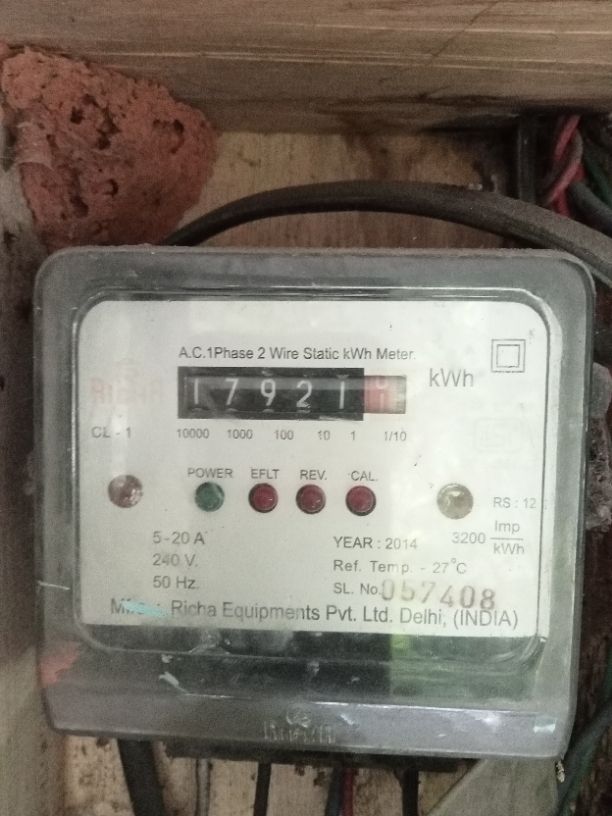 A.C.1Phase 2 Wire Static kWh Meter.
17921 kWh
CL - 1 10000 1000 100 10 1 1/10
POWER EFLT REV. CAL.
RS : 12
5-20 A YEAR : 2014 3200 Imp/kWh
240 V. Ref. Temp. - 27°C
50 Hz. SL. No. 057408
Richa Equipments Pvt. Ltd. Delhi, (INDIA)